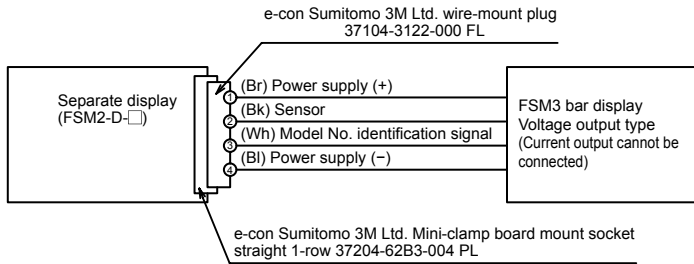 e-con Sumitomo 3M Ltd. wire-mount plug
37104-3122-000 FL
Separate display
(FSM2-D-□)
1
(Br) Power supply (+)
2
(Bk) Sensor
3
(Wh) Model No. identification signal
4
(Bl) Power supply (−)
FSM3 bar display
Voltage output type
(Current output cannot be
connected)
e-con Sumitomo 3M Ltd. Mini-clamp board mount socket
straight 1-row 37204-62B3-004 PL